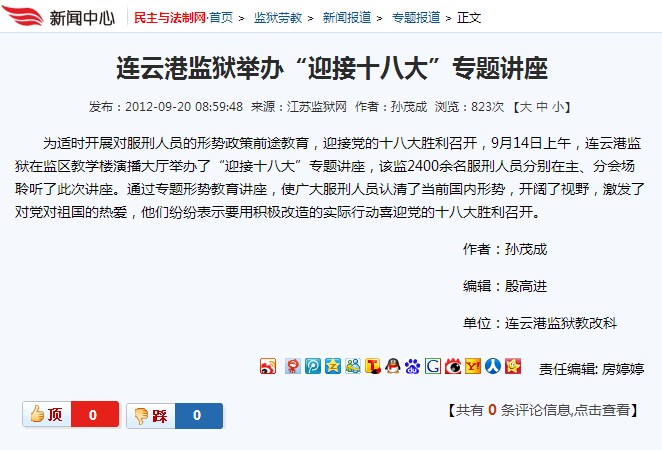 新闻中心 民主与法制网·首页 > 监狱劳教 > 新闻报道 > 专题报道 > 正文
连云港监狱举办“迎接十八大”专题讲座
发布：2012-09-20 08:59:48 来源：江苏监狱网 作者：孙茂成 浏览：823次 【大 中 小】
为适时开展对服刑人员的形势政策前途教育，迎接党的十八大胜利召开，9月14日上午，连云港监
狱在监区教学楼演播大厅举办了“迎接十八大”专题讲座，该监2400余名服刑人员分别在主、分会场
聆听了此次讲座。通过专题形势教育讲座，使广大服刑人员认清了当前国内形势，开阔了视野，激发了
对党对祖国的热爱，他们纷纷表示要用积极改造的实际行动喜迎党的十八大胜利召开。
作者：孙茂成
编辑：殷高进
单位：连云港监狱教改科
责任编辑: 房婷婷
顶 0 踩 0 【共有 0 条评论信息,点击查看】